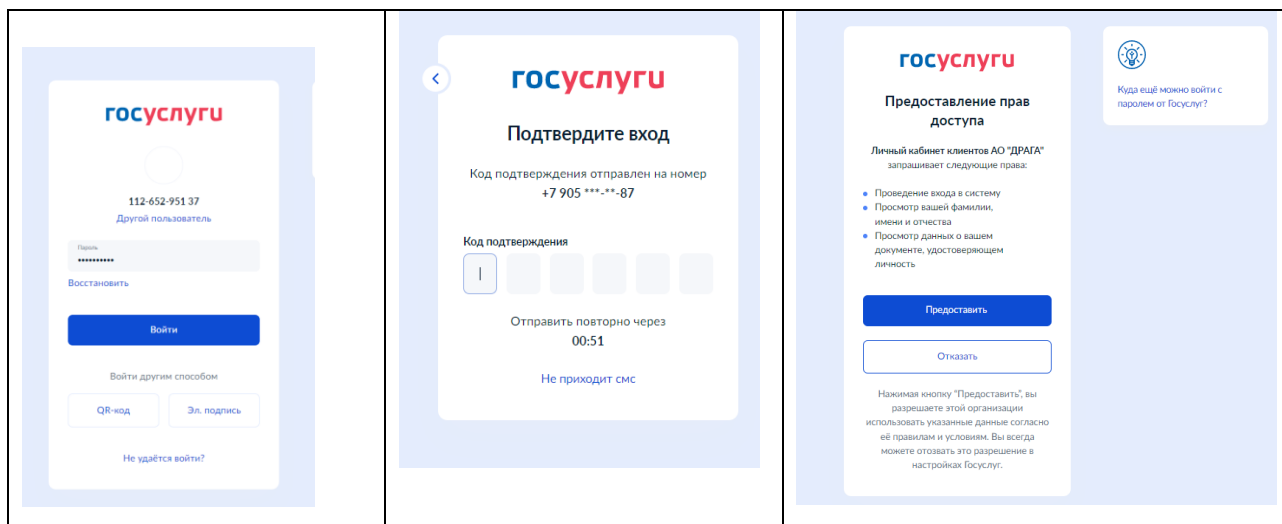 госуслуги
112-652-951 37
Другой пользователь
Пароль
••••••••••
Восстановить
Войти
Войти другим способом
QR-код
Эл. подпись
Не удаётся войти?
госуслуги
Подтвердите вход
Код подтверждения отправлен на номер
+7 905 ***-**-87
Код подтверждения
Отправить повторно через
00:51
Не приходит смс
госуслуги
Предоставление прав
доступа
Личный кабинет клиентов АО "ДРАГА"
запрашивает следующие права:
Проведение входа в систему
Просмотр вашей фамилии,
имени и отчества
Просмотр данных о вашем
документе, удостоверяющем
личность
Предоставить
Отказать
Нажимая кнопку "Предоставить", вы
разрешаете этой организации
использовать указанные данные согласно
её правилам и условиям. Вы всегда
можете отозвать это разрешение в
настройках Госуслуг.
Куда ещё можно войти с
паролем от Госуслуг?